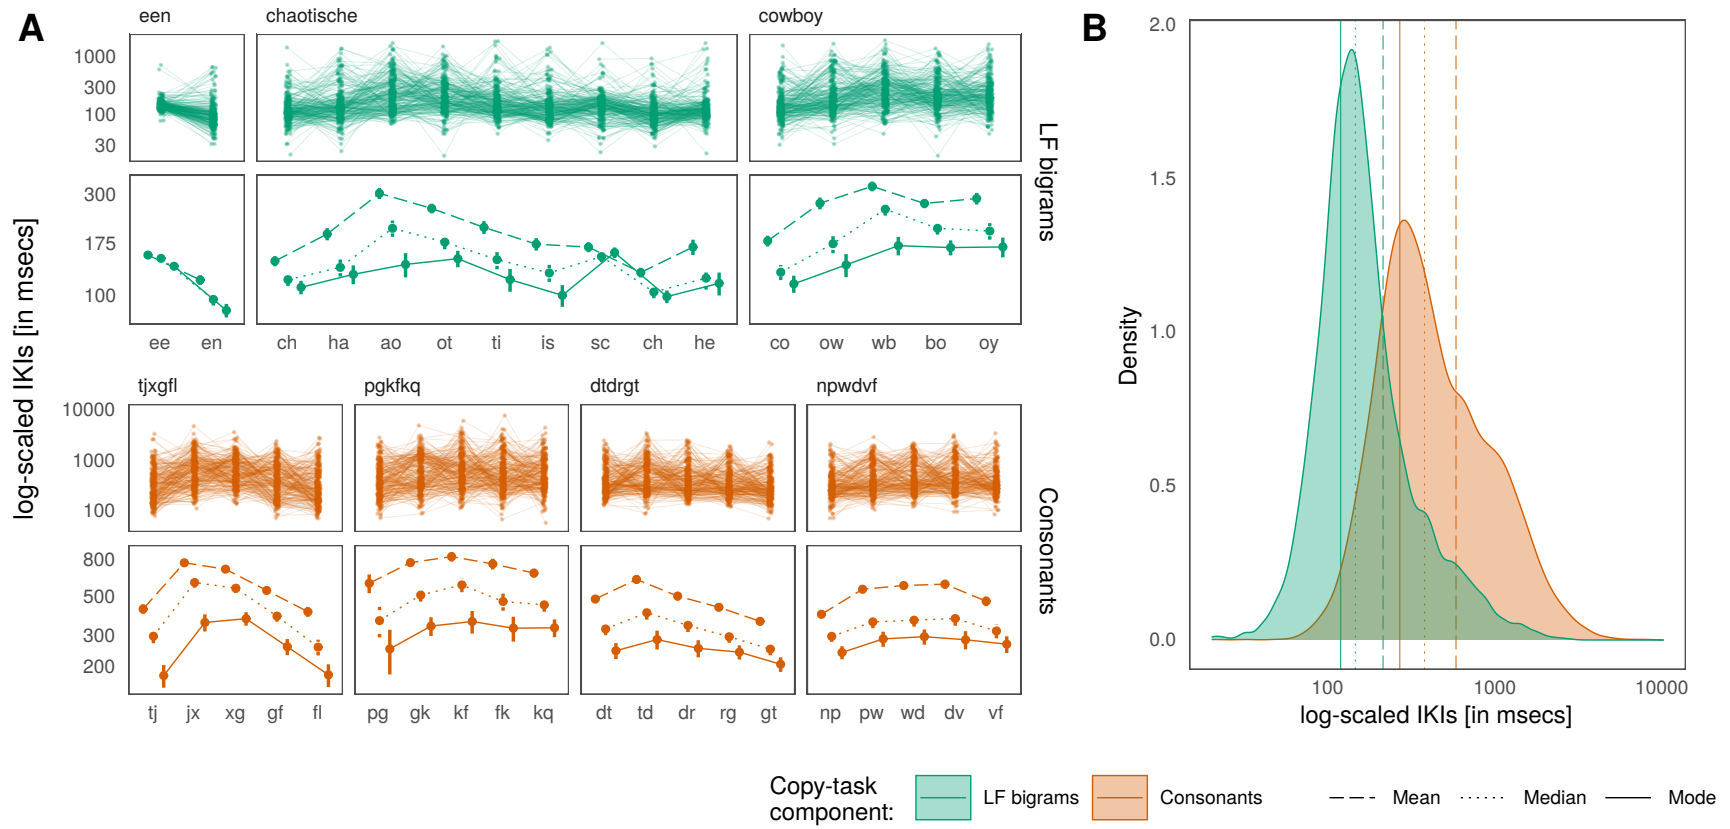 A
een
chaotische
cowboy
1000
300
100
30
300
175
100
ee
en
ch
ha
ao
ot
ti
is
sc
ch
he
co
ow
wb
bo
oy
LF bigrams
log-scaled IKIs [in msecs]
tjxgfl
pgkfkq
dtdrgt
npwdvf
10000
1000
100
800
500
300
200
tj
jx
xg
gf
fl
pg
gk
kf
fk
kq
dt
td
dr
rg
gt
np
pw
wd
dv
vf
Consonants
B
2.0
1.5
1.0
0.5
0.0
Density
100
1000
10000
log-scaled IKIs [in msecs]
Copy-task
component:
LF bigrams
Consonants
Mean
Median
Mode